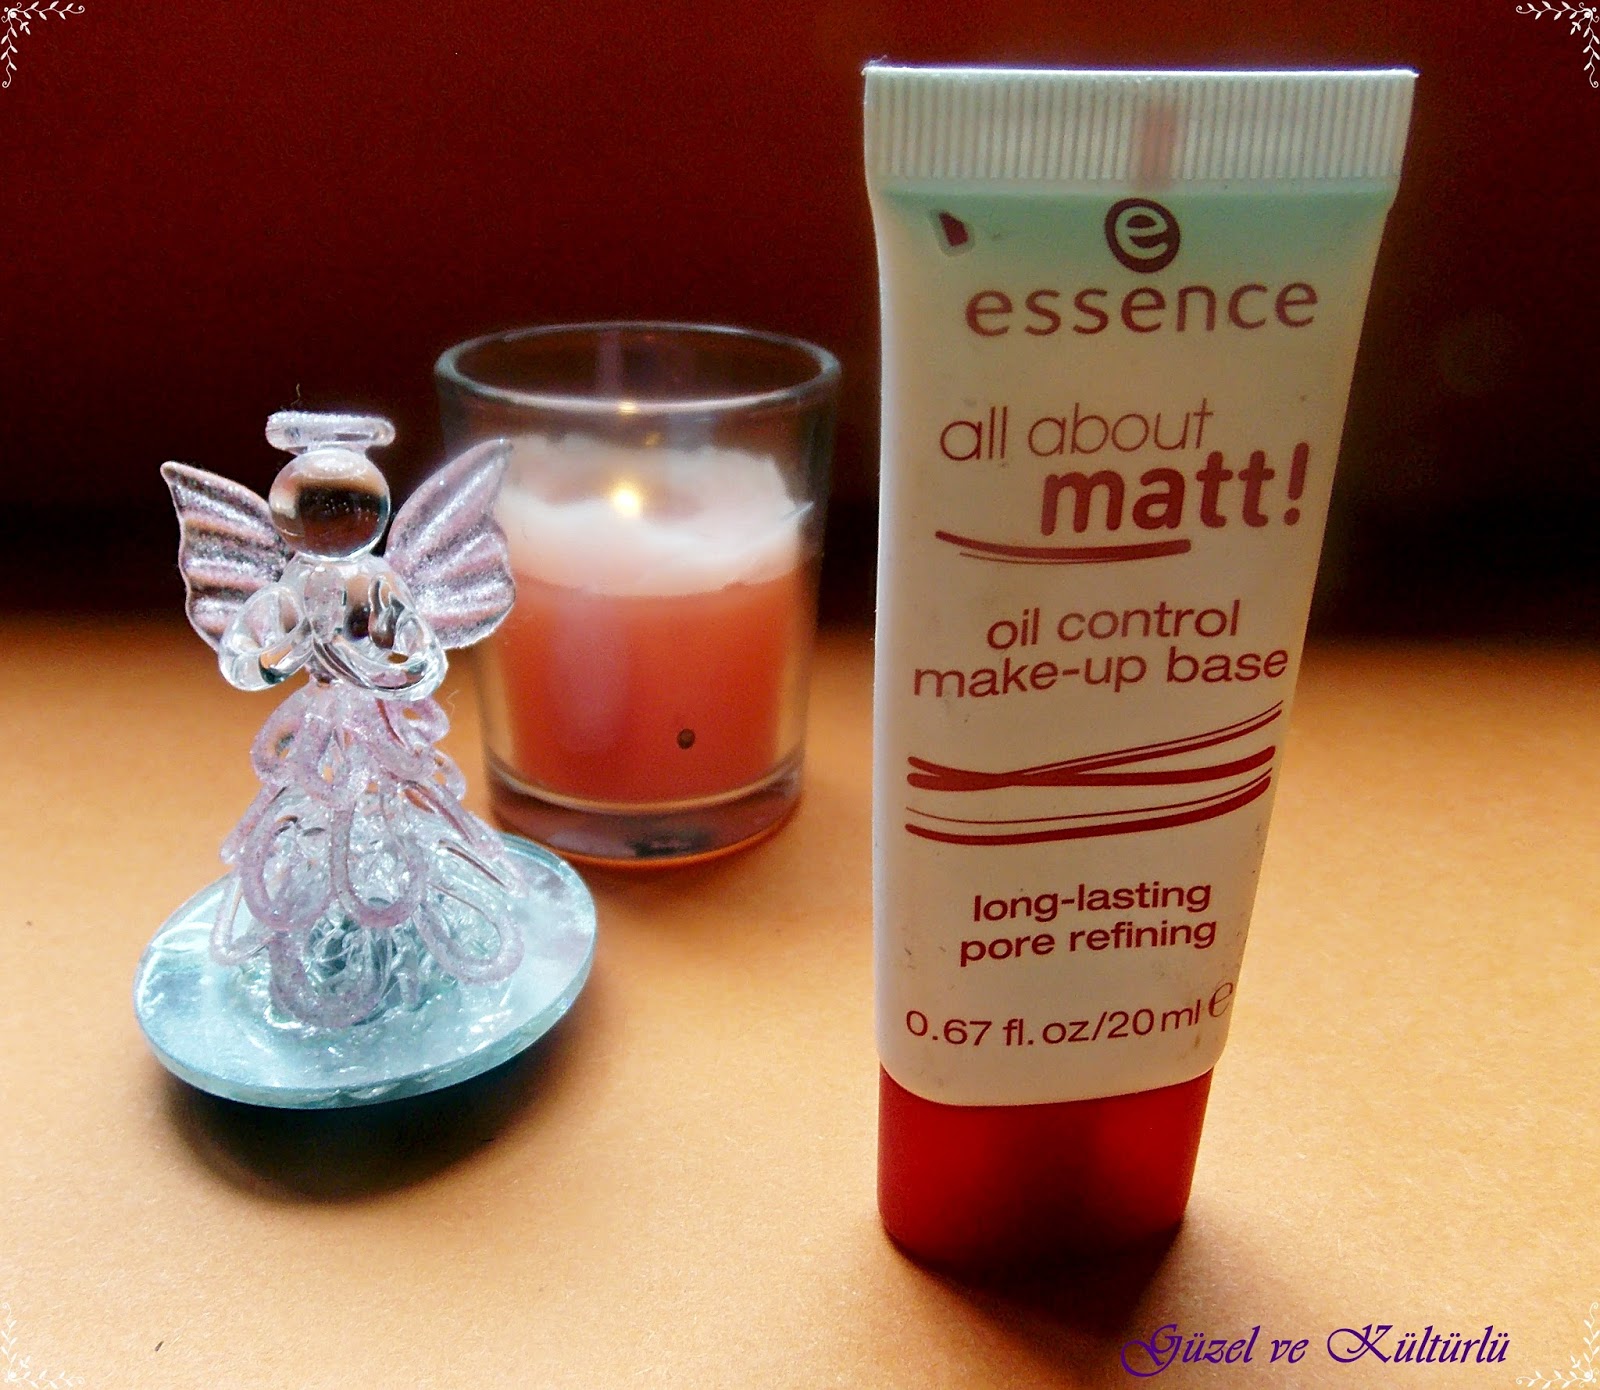 e
essence
all about
matt!
oil control
make-up base
long-lasting
pore refining
0.67 fl. oz/20 ml ℮
Güzel ve Kültürlü